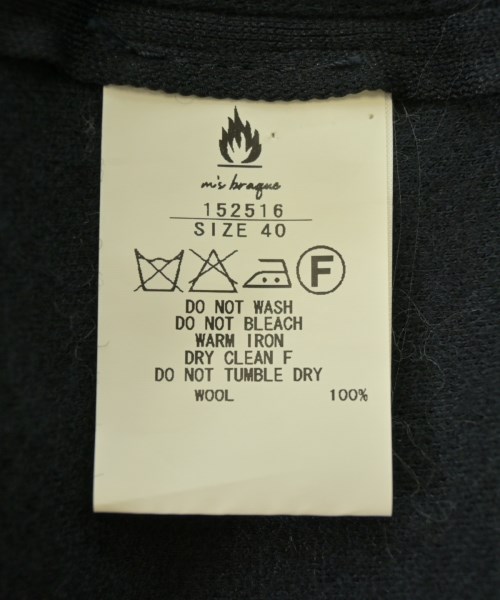 m's braque
152516
SIZE 40
F
DO NOT WASH
DO NOT BLEACH
WARM IRON
DRY CLEAN F
DO NOT TUMBLE DRY
WOOL 100%